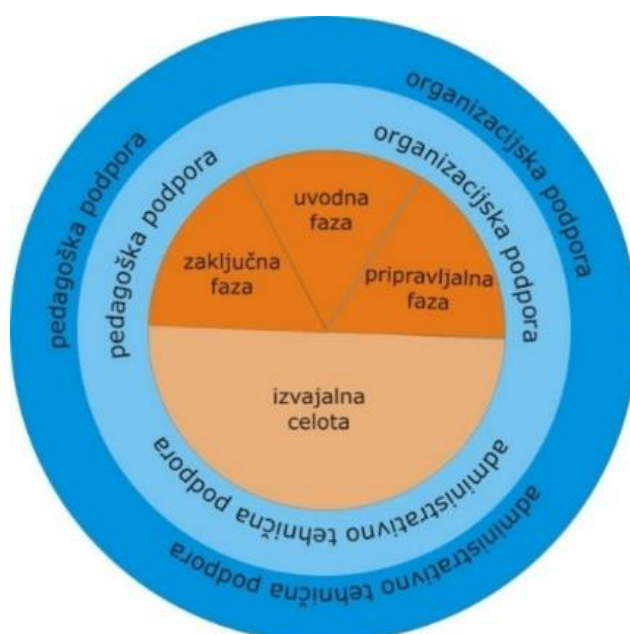 organizacijska podpora
pedagoška podpora
organizacijska podpora
pedagoška podpora
uvodna
faza
zaključna
faza
pripravljalna
faza
izvajalna
celota
administrativno tehnična podpora
administrativno tehnična podpora